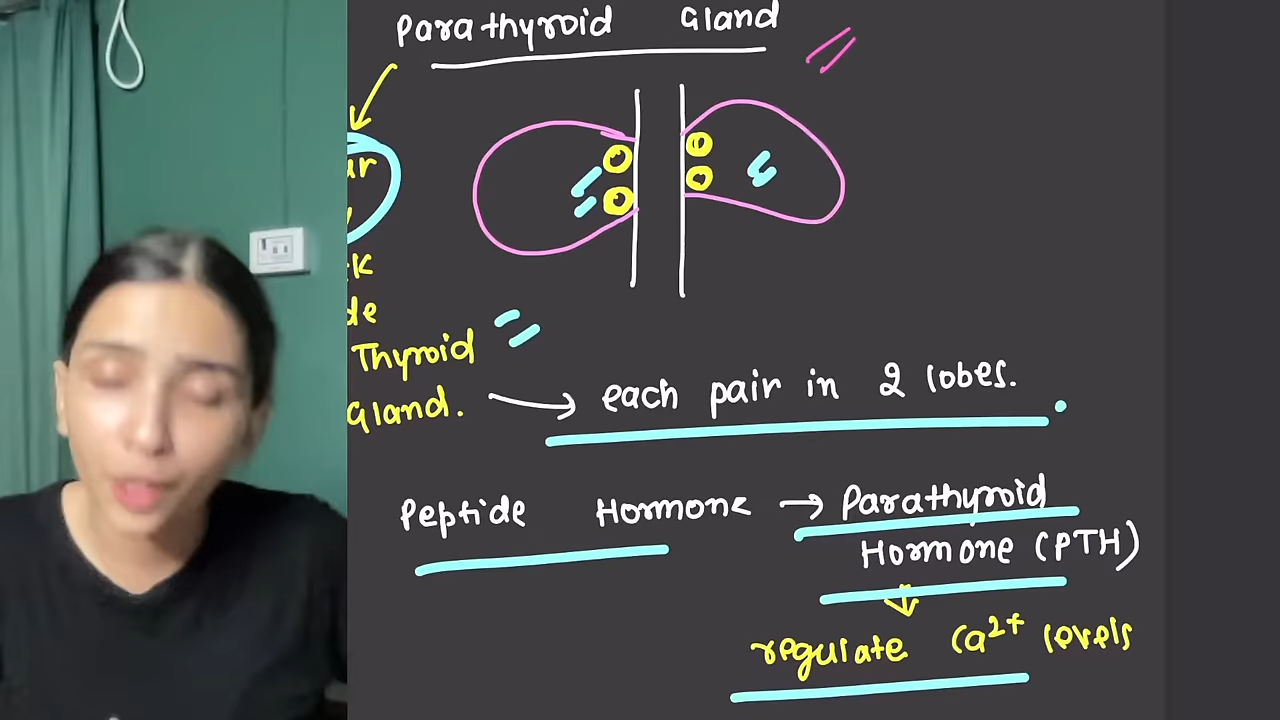 Parathyroid Gland
Thyroid
Gland. → each pair in 2 lobes.
Peptide Hormone → Parathyroid
Hormone (PTH)
regulate Ca²⁺ levels